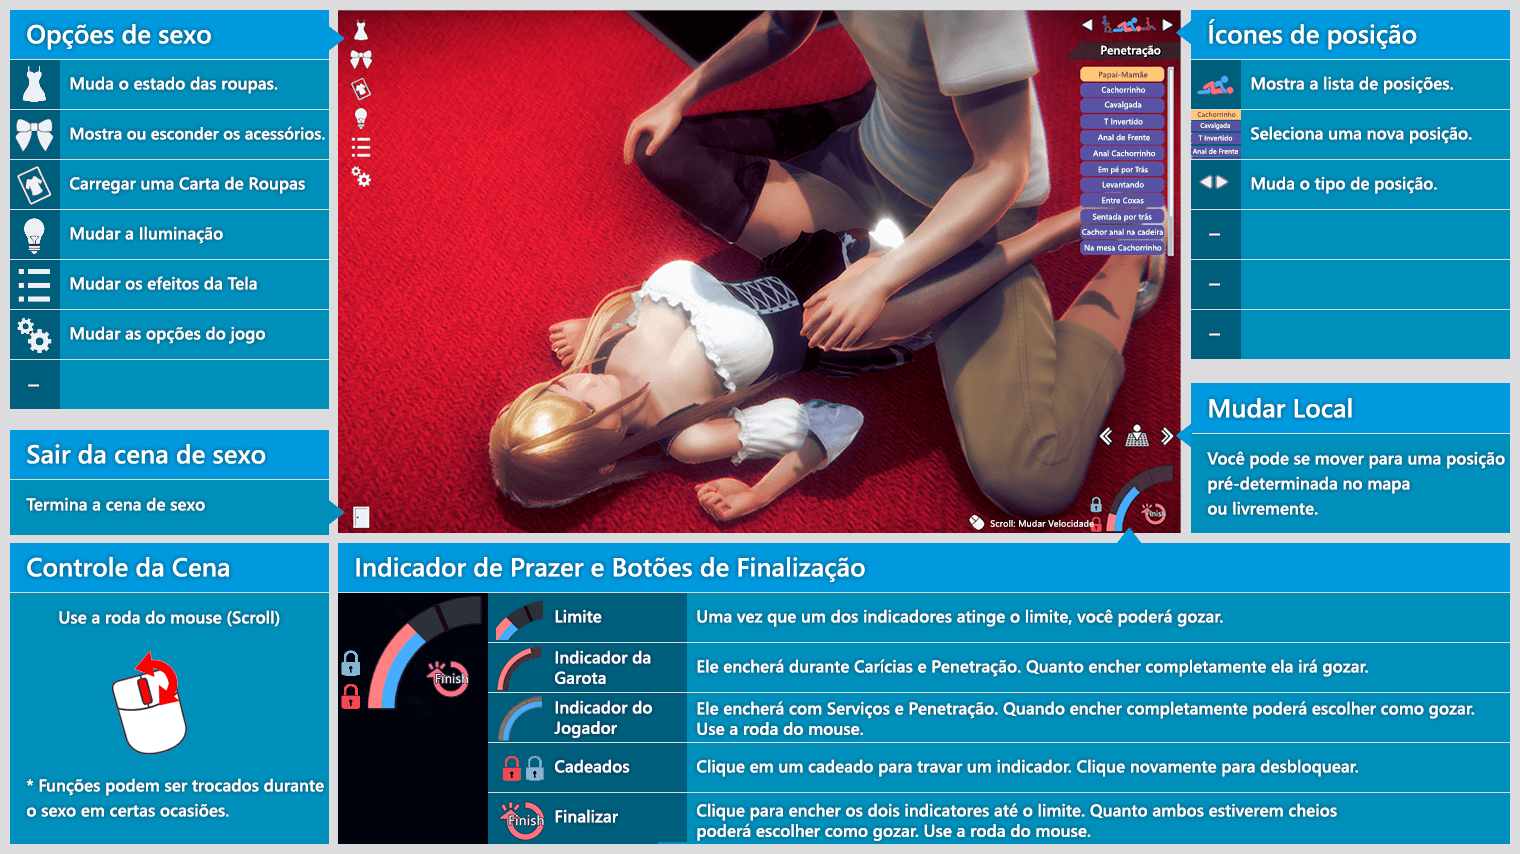 Opções de sexo
Muda o estado das roupas.
Mostra ou esconder os acessórios.
Carregar uma Carta de Roupas
Mudar a Iluminação
Mudar os efeitos da Tela
Mudar as opções do jogo
–
Sair da cena de sexo
Termina a cena de sexo
Controle da Cena
Use a roda do mouse (Scroll)
* Funções podem ser trocados durante
o sexo em certas ocasiões.
Penetração
Papai-Mamãe
Cachorrinho
Cavalgada
T Invertido
Anal de Frente
Anal Cachorrinho
Em pé por Trás
Levantando
Entre Coxas
Sentada por trás
Cachor anal na cadeira
Na mesa Cachorrinho
Finish
Scroll: Mudar Velocidade
Ícones de posição
Mostra a lista de posições.
Cachorrinho
Cavalgada
T Invertido
Anal de Frente
Seleciona uma nova posição.
Muda o tipo de posição.
–
–
–
Mudar Local
Você pode se mover para uma posição
pré-determinada no mapa
ou livremente.
Indicador de Prazer e Botões de Finalização
Finish
Limite
Uma vez que um dos indicadores atinge o limite, você poderá gozar.
Indicador da
Garota
Ele encherá durante Carícias e Penetração. Quanto encher completamente ela irá gozar.
Indicador do
Jogador
Ele encherá com Serviços e Penetração. Quando encher completamente poderá escolher como gozar.
Use a roda do mouse.
Cadeados
Clique em um cadeado para travar um indicador. Clique novamente para desbloquear.
Finish
Finalizar
Clique para encher os dois indicatores até o limite. Quanto ambos estiverem cheios
poderá escolher como gozar. Use a roda do mouse.